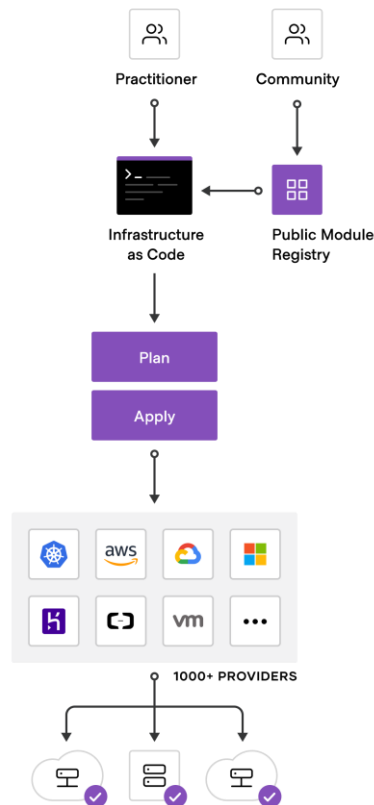 Practitioner
Community
>_
Infrastructure
as Code
Public Module
Registry
Plan
Apply
aws
vm
1000+ PROVIDERS